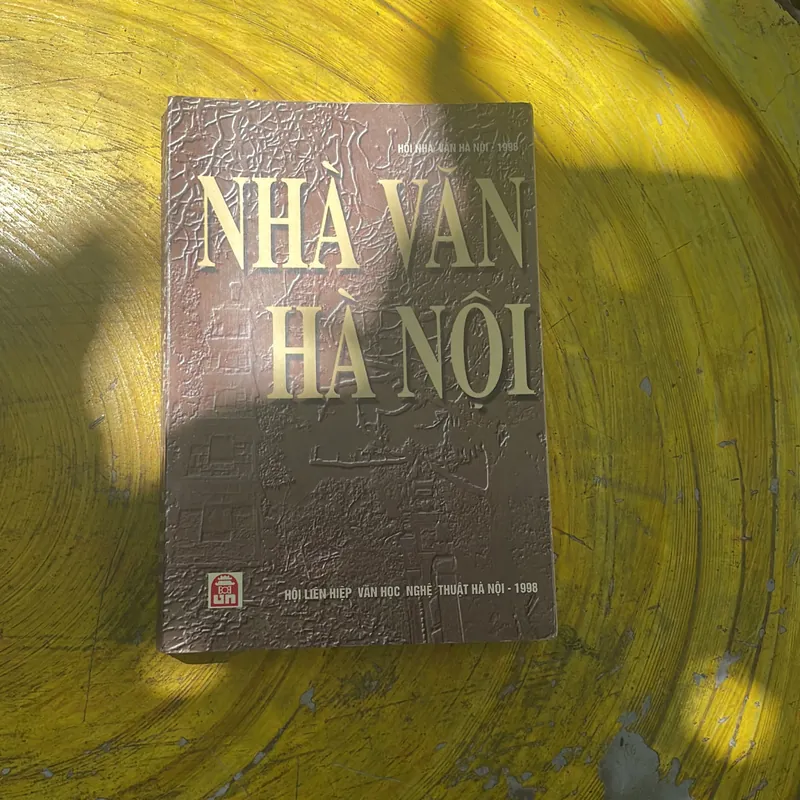 HỘI NHÀ VĂN HÀ NỘI - 1998
NHÀ VĂN
HÀ NỘI
HỘI LIÊN HIỆP VĂN HỌC NGHỆ THUẬT HÀ NỘI - 1998